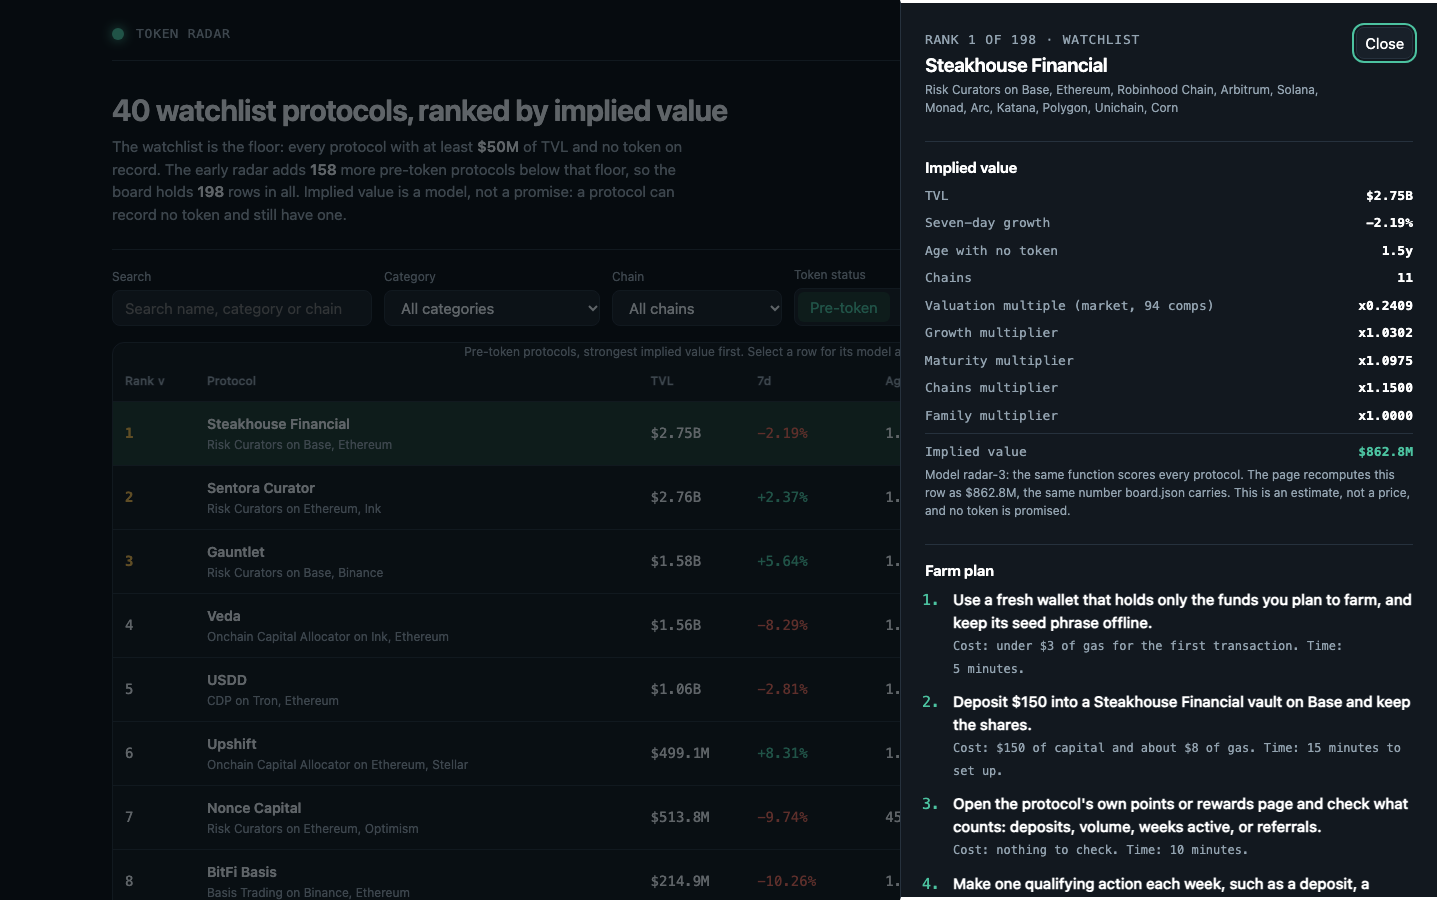 TOKEN RADAR
40 watchlist protocols, ranked by implied value
The watchlist is the floor: every protocol with at least $50M of TVL and no token on
record. The early radar adds 158 more pre-token protocols below that floor, so the
board holds 198 rows in all. Implied value is a model, not a promise: a protocol can
record no token and still have one.
Search
Category
Chain
Token status
Search name, category or chain
All categories
All chains
Pre-token
Pre-token protocols, strongest implied value first. Select a row for its model a
Rank v
Protocol
TVL
7d
Ag
1
Steakhouse Financial
Risk Curators on Base, Ethereum
$2.75B
−2.19%
1.
2
Sentora Curator
Risk Curators on Ethereum, Ink
$2.76B
+2.37%
1.
3
Gauntlet
Risk Curators on Base, Binance
$1.58B
+5.64%
1.
4
Veda
Onchain Capital Allocator on Ink, Ethereum
$1.56B
−8.29%
1.
5
USDD
CDP on Tron, Ethereum
$1.06B
−2.81%
1.
6
Upshift
Onchain Capital Allocator on Ethereum, Stellar
$499.1M
+8.31%
1.
7
Nonce Capital
Risk Curators on Ethereum, Optimism
$513.8M
−9.74%
45
8
BitFi Basis
Basis Trading on Binance, Ethereum
$214.9M
−10.26%
1.
RANK 1 OF 198 · WATCHLIST
Close
Steakhouse Financial
Risk Curators on Base, Ethereum, Robinhood Chain, Arbitrum, Solana,
Monad, Arc, Katana, Polygon, Unichain, Corn
Implied value
TVL $2.75B
Seven-day growth −2.19%
Age with no token 1.5y
Chains 11
Valuation multiple (market, 94 comps) x0.2409
Growth multiplier x1.0302
Maturity multiplier x1.0975
Chains multiplier x1.1500
Family multiplier x1.0000
Implied value $862.8M
Model radar-3: the same function scores every protocol. The page recomputes this
row as $862.8M, the same number board.json carries. This is an estimate, not a price,
and no token is promised.
Farm plan
1. Use a fresh wallet that holds only the funds you plan to farm, and
keep its seed phrase offline.
Cost: under $3 of gas for the first transaction. Time:
5 minutes.
2. Deposit $150 into a Steakhouse Financial vault on Base and keep
the shares.
Cost: $150 of capital and about $8 of gas. Time: 15 minutes to
set up.
3. Open the protocol's own points or rewards page and check what
counts: deposits, volume, weeks active, or referrals.
Cost: nothing to check. Time: 10 minutes.
4. Make one qualifying action each week, such as a deposit, a